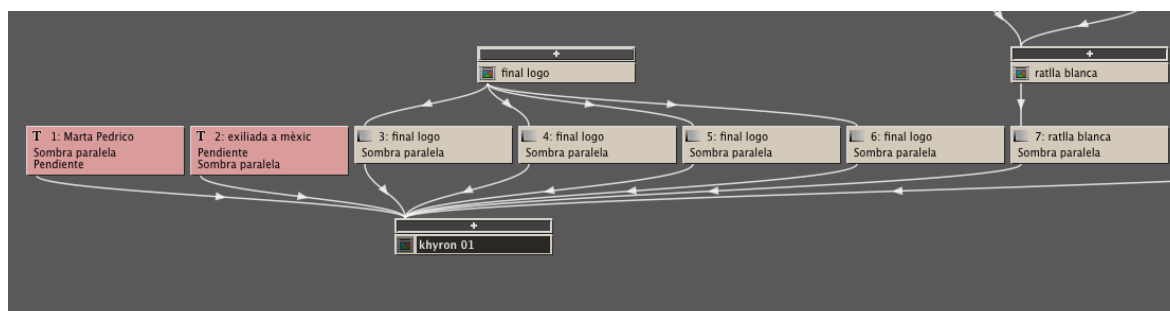 +
final logo
+
ratlla blanca
T 1: Marta Pedrico
Sombra paralela
Pendiente
T 2: exiliada a mèxic
Pendiente
Sombra paralela
3: final logo
Sombra paralela
4: final logo
Sombra paralela
5: final logo
Sombra paralela
6: final logo
Sombra paralela
7: ratlla blanca
Sombra paralela
+
khyron 01